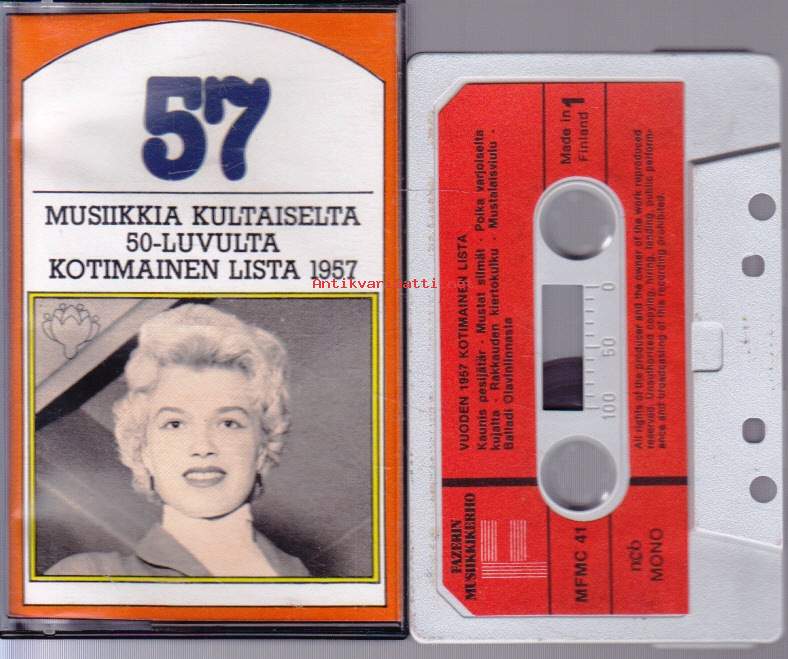 57
MUSIIKKIA KULTAISELTA
50-LUVULTA
KOTIMAINEN LISTA 1957
Antikvariaatti.net
VUODEN 1957 KOTIMAINEN LISTA
Kaunis pesijätär · Mustat silmät · Polka varjoiselta
kujalta · Rakkauden kiertokulku · Mustalaisviulu ·
Balladi Olavinlinnasta
Made in
Finland
1
0
50
100
All rights of the producer and the owner of the work reproduced
reserved. Unauthorized copying, hiring, lending, public perform-
ance and broadcasting of this recording prohibited.
FAZERIN
MUSIIKKIKERHO
MFMC 41
ncb
MONO